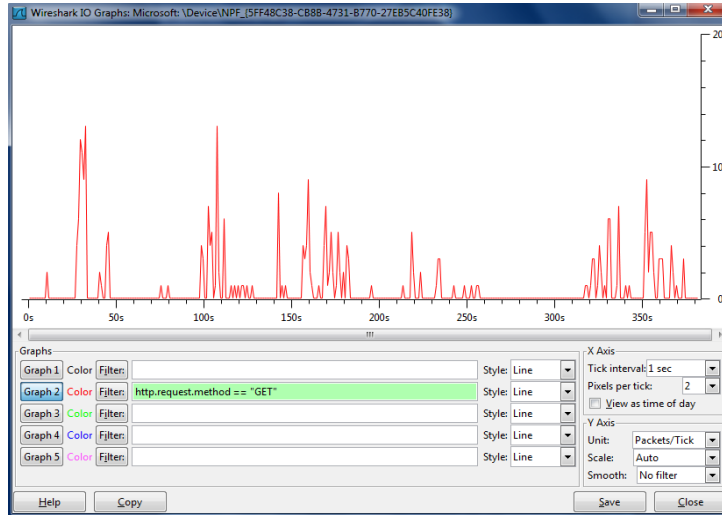 Wireshark IO Graphs: Microsoft: \Device\NPF_{5FF48C38-CB8B-4731-B770-27EB5C40FE38}
20
10
0
0s 50s 100s 150s 200s 250s 300s 350s
Graphs
Graph 1 Color Filter: Style: Line
Graph 2 Color Filter: http.request.method == "GET" Style: Line
Graph 3 Color Filter: Style: Line
Graph 4 Color Filter: Style: Line
Graph 5 Color Filter: Style: Line
X Axis
Tick interval: 1 sec
Pixels per tick: 2
View as time of day
Y Axis
Unit: Packets/Tick
Scale: Auto
Smooth: No filter
Help Copy Save Close